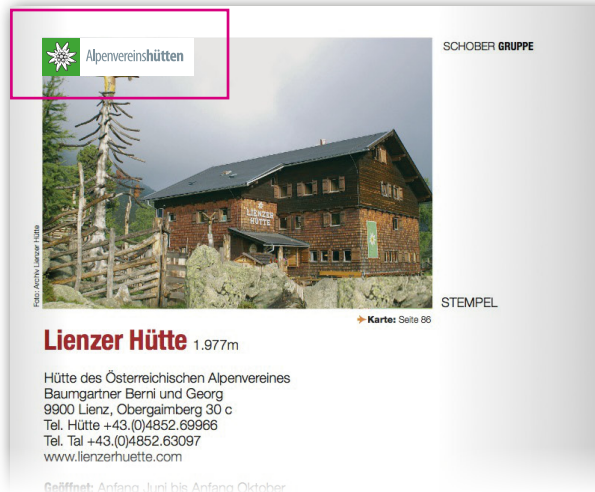 Alpenvereinshütten
SCHOBER GRUPPE
LIENZER
HÜTTE
Foto: Archiv Lienzer Hütte
STEMPEL
Karte: Seite 86
Lienzer Hütte 1.977m
Hütte des Österreichischen Alpenvereines
Baumgartner Berni und Georg
9900 Lienz, Obergaimberg 30 c
Tel. Hütte +43.(0)4852.69966
Tel. Tal +43.(0)4852.63097
www.lienzerhuette.com
Geöffnet: Anfang Juni bis Anfang Oktober